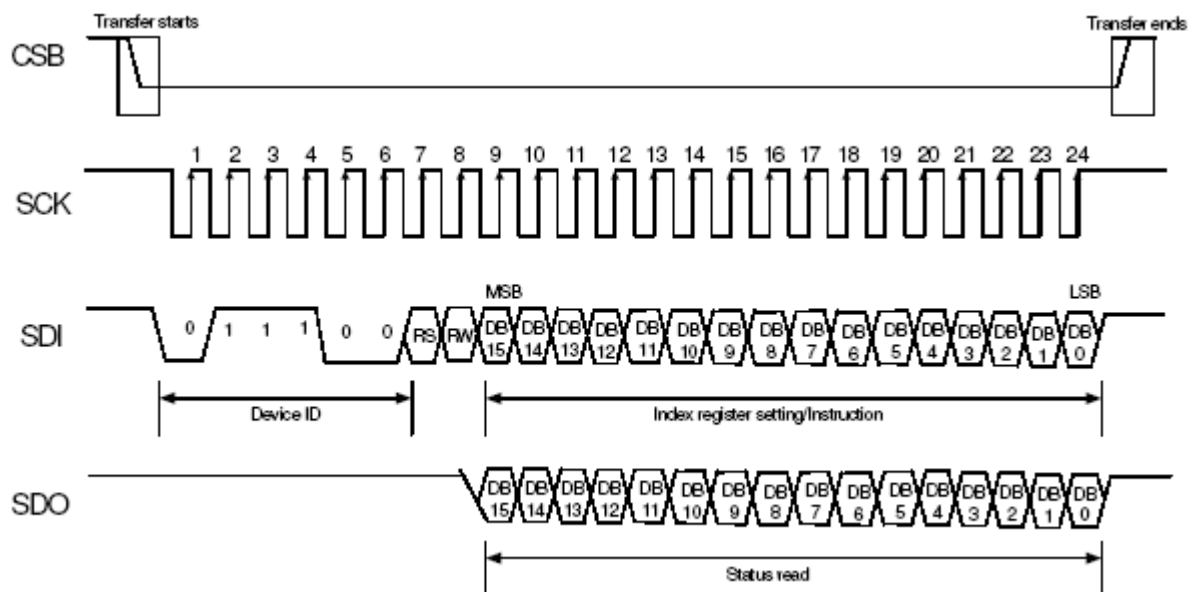 Transfer starts
Transfer ends
CSB
1 2 3 4 5 6 7 8 9 10 11 12 13 14 15 16 17 18 19 20 21 22 23 24
SCK
MSB
LSB
SDI
0 1 1 1 0 0 RS RW DB DB DB DB DB DB DB DB DB DB DB DB DB DB DB DB
15 14 13 12 11 10 9 8 7 6 5 4 3 2 1 0
Device ID
Index register setting/Instruction
SDO
DB DB DB DB DB DB DB DB DB DB DB DB DB DB DB DB
15 14 13 12 11 10 9 8 7 6 5 4 3 2 1 0
Status read